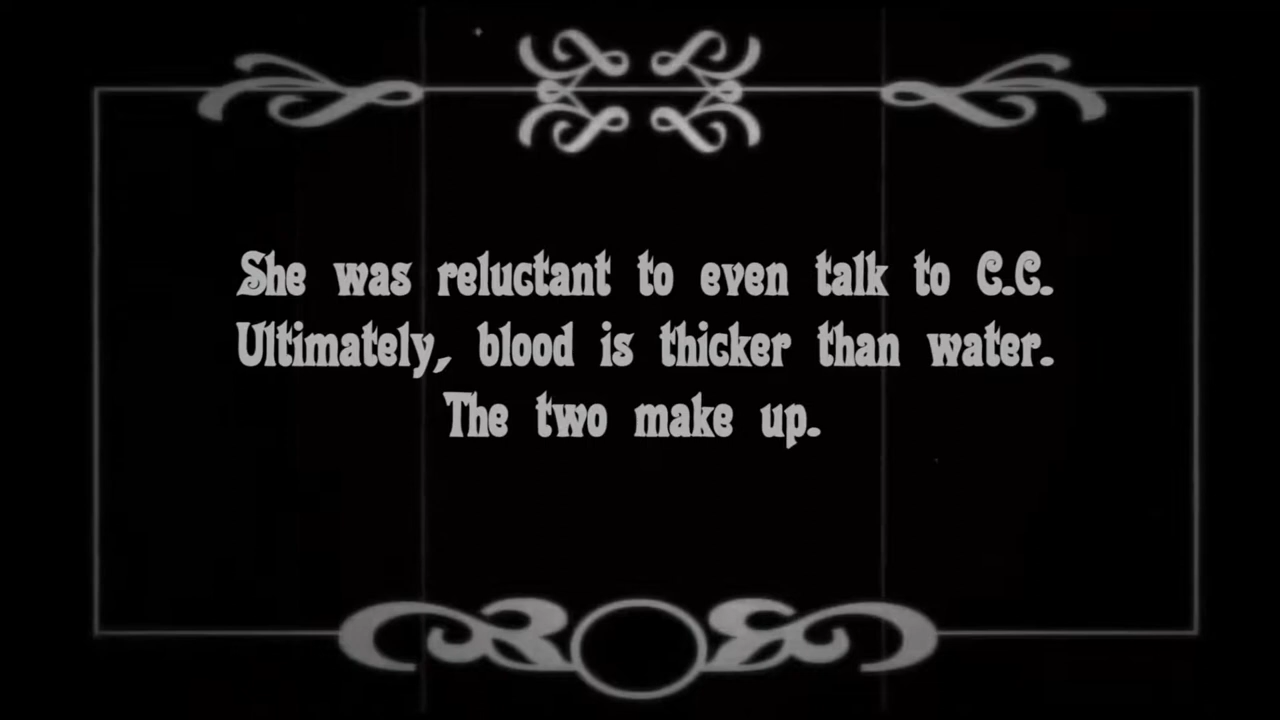 She was reluctant to even talk to C.C.
Ultimately, blood is thicker than water.
The two make up.